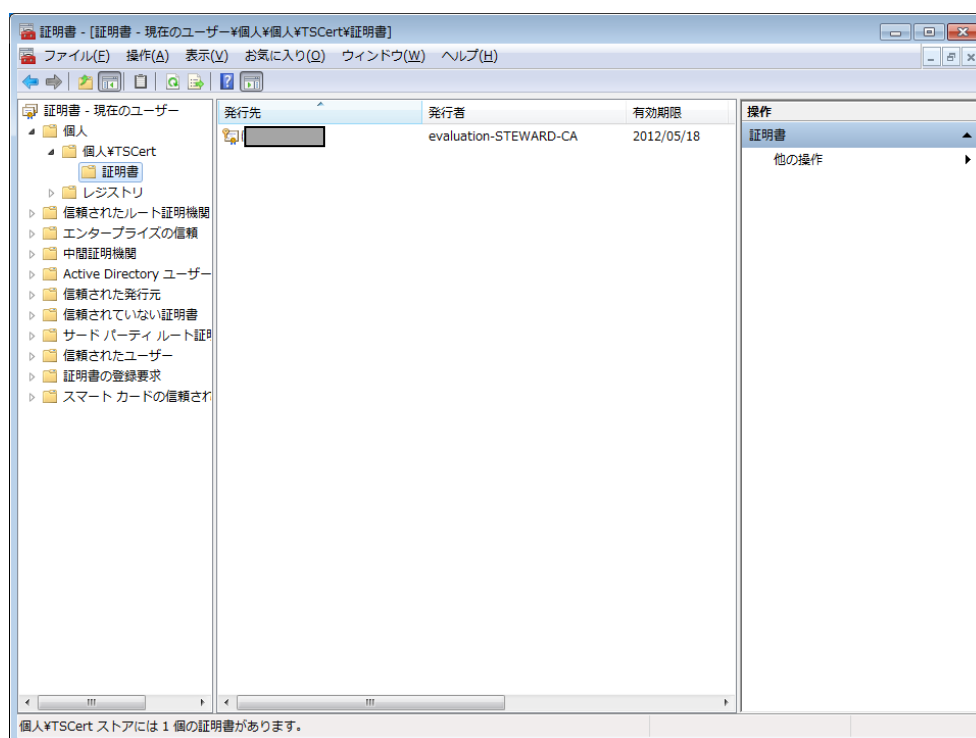 証明書 - [証明書 - 現在のユーザー¥個人¥個人¥TSCert¥証明書]
ファイル(F) 操作(A) 表示(V) お気に入り(O) ウィンドウ(W) ヘルプ(H)
証明書 - 現在のユーザー
個人
個人¥TSCert
証明書
レジストリ
信頼されたルート証明機関
エンタープライズの信頼
中間証明機関
Active Directory ユーザー
信頼された発行元
信頼されていない証明書
サード パーティ ルート証明
信頼されたユーザー
証明書の登録要求
スマート カードの信頼され
発行先 発行者 有効期限
evaluation-STEWARD-CA 2012/05/18
操作
証明書
他の操作
個人¥TSCert ストアには 1 個の証明書があります。